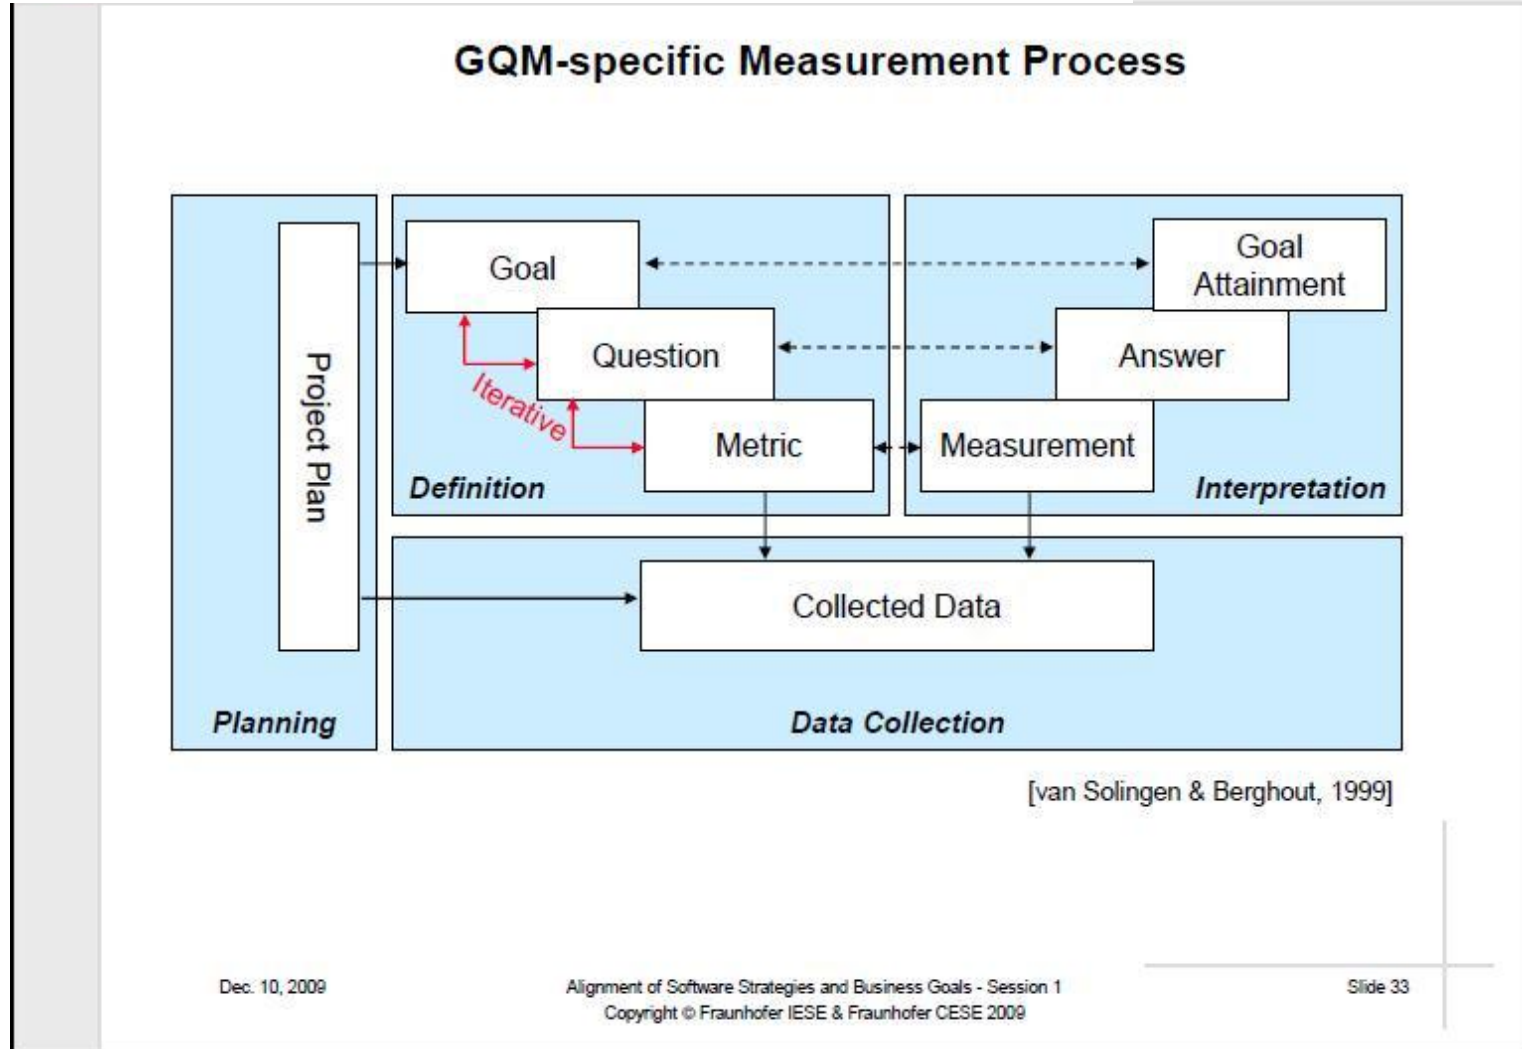 GQM-specific Measurement Process
Project Plan
Planning
Goal
Question
Iterative
Metric
Definition
Goal
Attainment
Answer
Measurement
Interpretation
Collected Data
Data Collection
[van Solingen & Berghout, 1999]
Dec. 10, 2009
Alignment of Software Strategies and Business Goals - Session 1
Copyright © Fraunhofer IESE & Fraunhofer CESE 2009
Slide 33